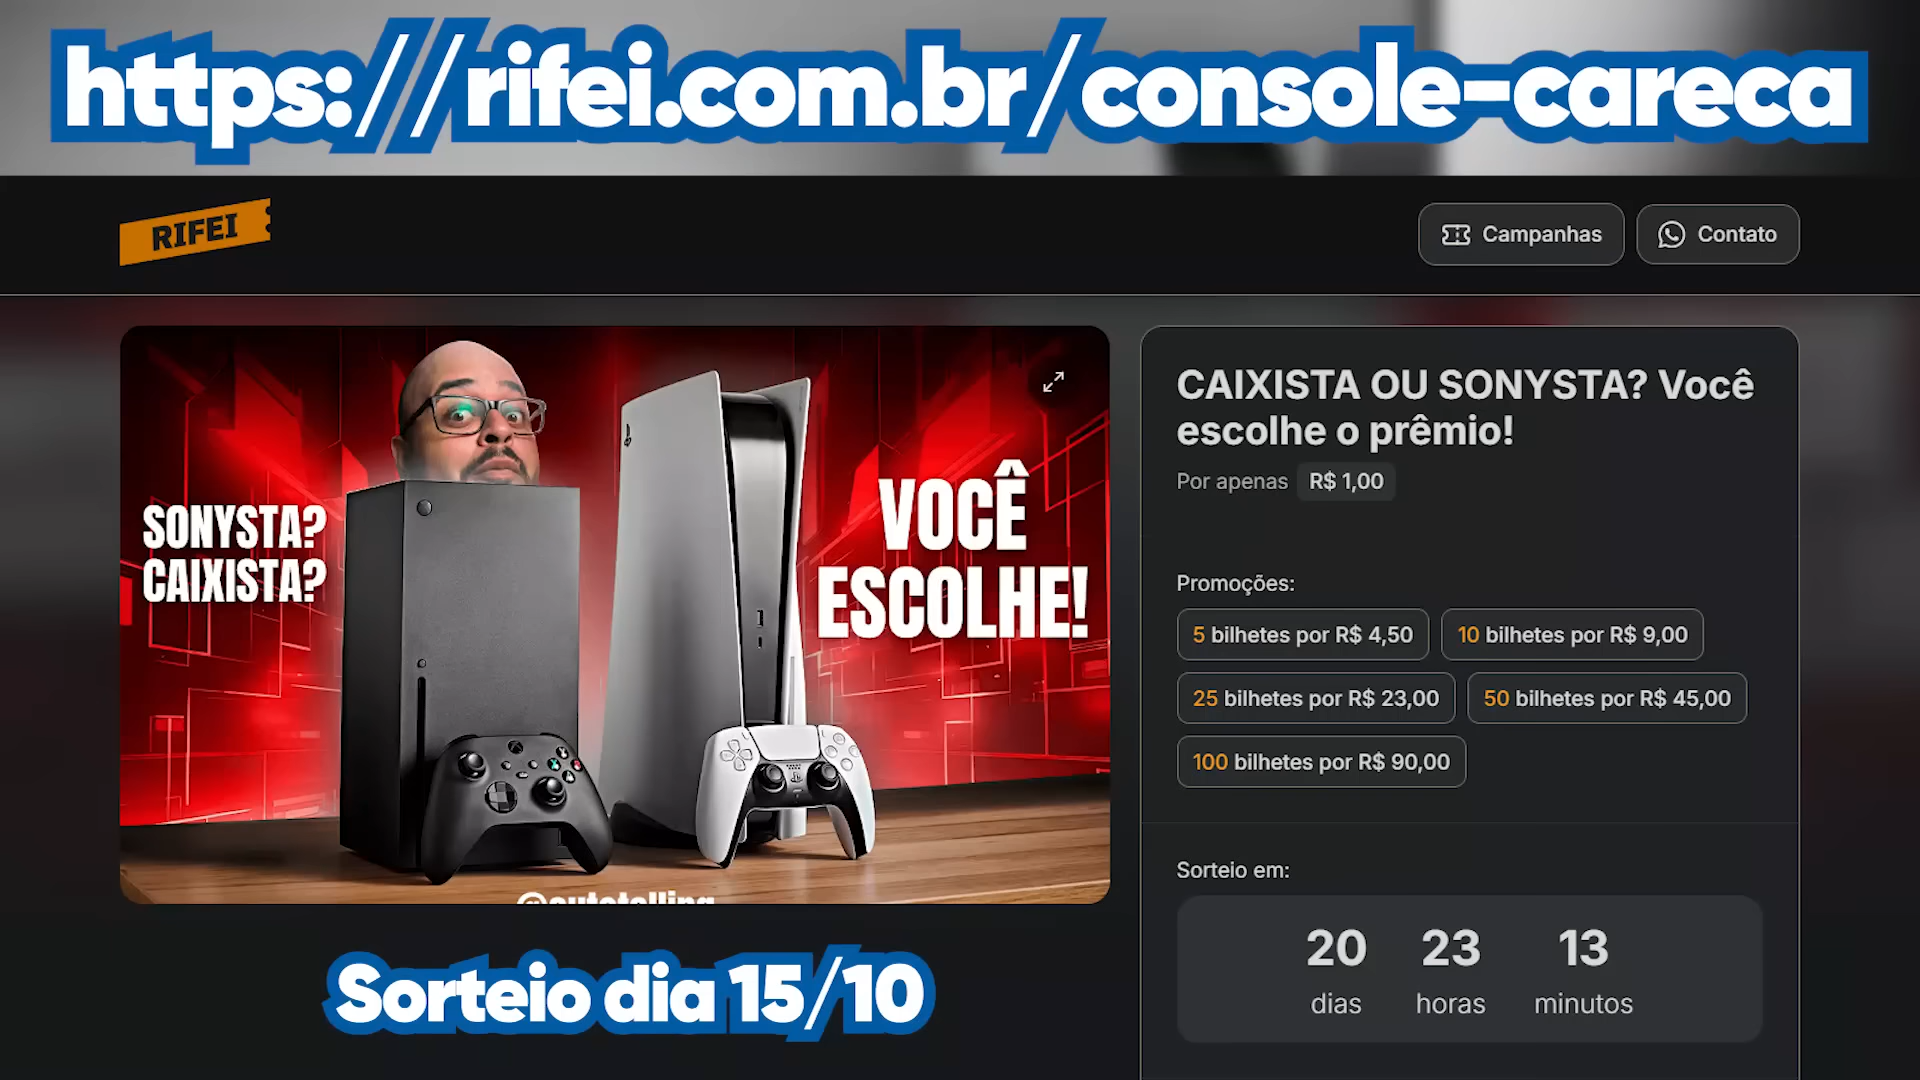 https://rifei.com.br/console-careca
RIFEI
Campanhas
Contato
SONYSTA?
CAIXISTA?
VOCÊ
ESCOLHE!
CAIXISTA OU SONYSTA? Você
escolhe o prêmio!
Por apenas R$ 1,00
Promoções:
5 bilhetes por R$ 4,50
10 bilhetes por R$ 9,00
25 bilhetes por R$ 23,00
50 bilhetes por R$ 45,00
100 bilhetes por R$ 90,00
Sorteio em:
20 23 13
dias horas minutos
Sorteio dia 15/10